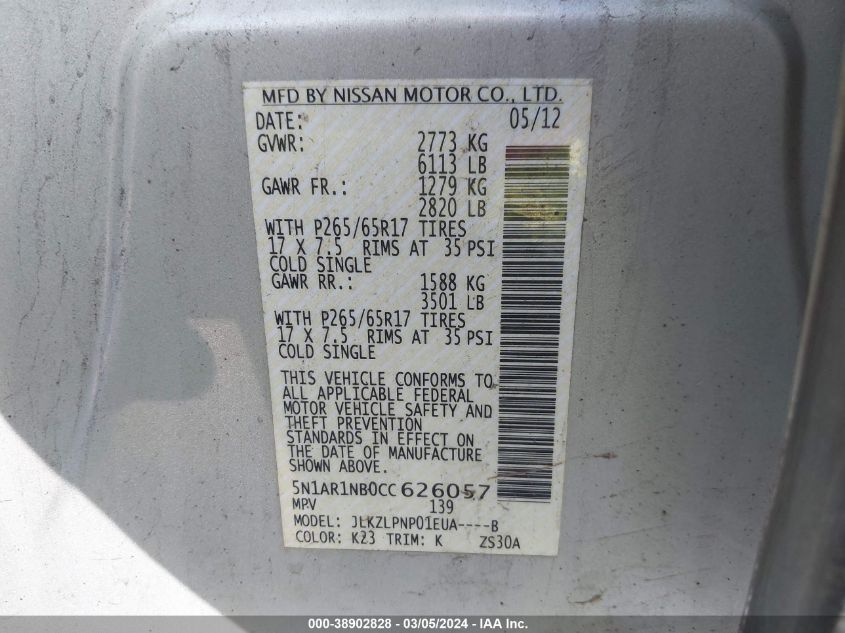 MFD BY NISSAN MOTOR CO., LTD.
DATE: 05/12
GVWR: 2773 KG
6113 LB
GAWR FR.: 1279 KG
2820 LB
WITH P265/65R17 TIRES
17 X 7.5 RIMS AT 35 PSI
COLD SINGLE
GAWR RR.: 1588 KG
3501 LB
WITH P265/65R17 TIRES
17 X 7.5 RIMS AT 35 PSI
COLD SINGLE
THIS VEHICLE CONFORMS TO
ALL APPLICABLE FEDERAL
MOTOR VEHICLE SAFETY AND
THEFT PREVENTION
STANDARDS IN EFFECT ON
THE DATE OF MANUFACTURE
SHOWN ABOVE.
5N1AR1NB0CC626057
MPV 139
MODEL: JLKZLPNP01EUA----B
COLOR: K23 TRIM: K ZS30A
000-38902828 - 03/05/2024 - IAA Inc.